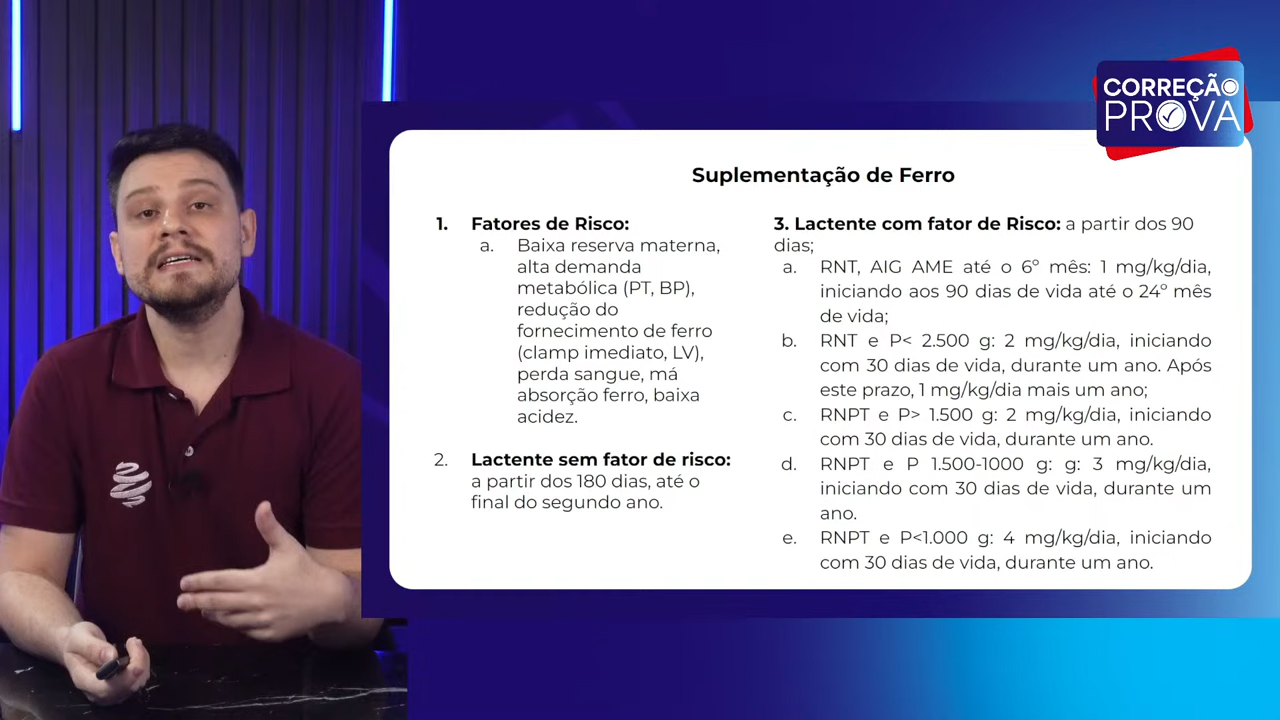 CORREÇÃO
PROVA
Suplementação de Ferro
1. Fatores de Risco:
a. Baixa reserva materna,
alta demanda
metabólica (PT, BP),
redução do
fornecimento de ferro
(clamp imediato, LV),
perda sangue, má
absorção ferro, baixa
acidez.
2. Lactente sem fator de risco:
a partir dos 180 dias, até o
final do segundo ano.
3. Lactente com fator de Risco: a partir dos 90
dias;
a. RNT, AIG AME até o 6º mês: 1 mg/kg/dia,
iniciando aos 90 dias de vida até o 24º mês
de vida;
b. RNT e P< 2.500 g: 2 mg/kg/dia, iniciando
com 30 dias de vida, durante um ano. Após
este prazo, 1 mg/kg/dia mais um ano;
c. RNPT e P> 1.500 g: 2 mg/kg/dia, iniciando
com 30 dias de vida, durante um ano.
d. RNPT e P 1.500-1000 g: g: 3 mg/kg/dia,
iniciando com 30 dias de vida, durante um
ano.
e. RNPT e P<1.000 g: 4 mg/kg/dia, iniciando
com 30 dias de vida, durante um ano.